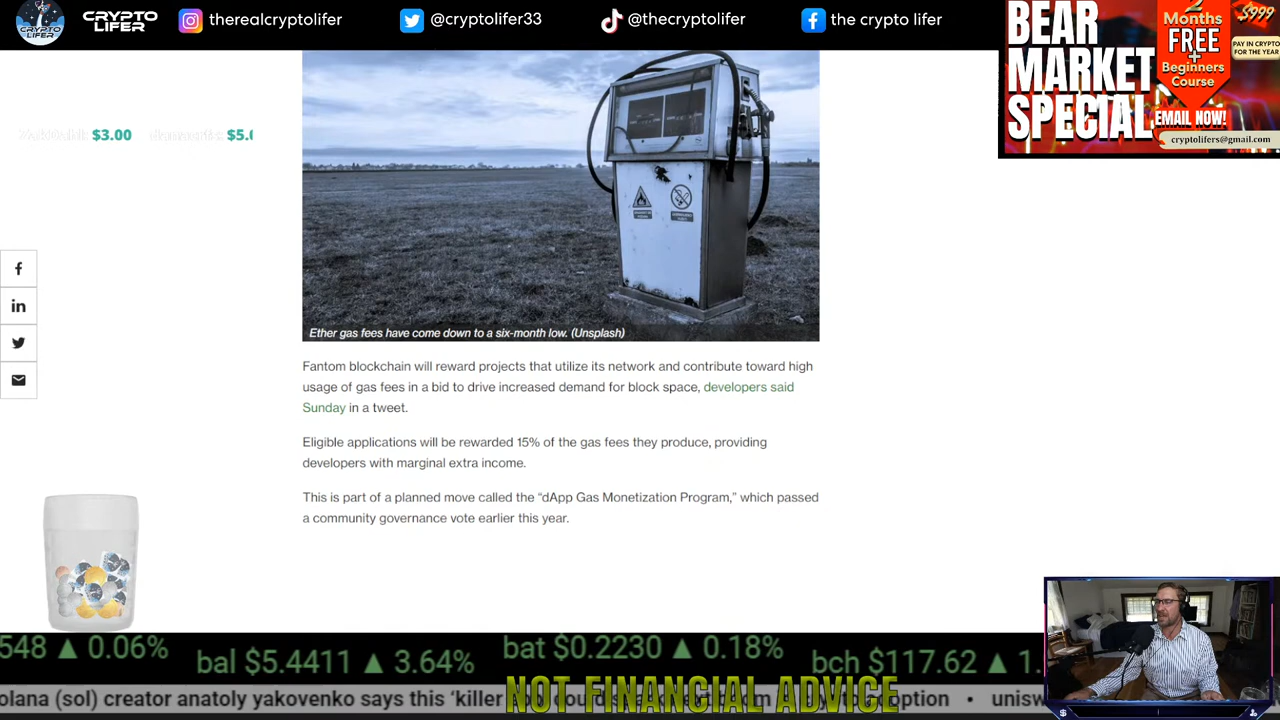 CRYPTO LIFER
CRYPTO
LIFER
therealcryptolifer
@cryptolifer33
@thecryptolifer
the crypto lifer
BEAR
MARKET
SPECIAL
2
Months
FREE
+
Beginners
Course
$999
PAY IN CRYPTO
FOR THE YEAR
EMAIL NOW!
cryptolifers@gmail.com
$3.00
Ether gas fees have come down to a six-month low. (Unsplash)
Fantom blockchain will reward projects that utilize its network and contribute toward high
usage of gas fees in a bid to drive increased demand for block space, developers said
Sunday in a tweet.
Eligible applications will be rewarded 15% of the gas fees they produce, providing
developers with marginal extra income.
This is part of a planned move called the “dApp Gas Monetization Program,” which passed
a community governance vote earlier this year.
548 ▲ 0.06%
bal $5.4411 ▲ 3.64%
bat $0.2230 ▲ 0.18%
bch $117.62 ▲ 1.
olana (sol) creator anatoly yakovenko says this ‘killer
NOT FINANCIAL ADVICE
ption • unisw